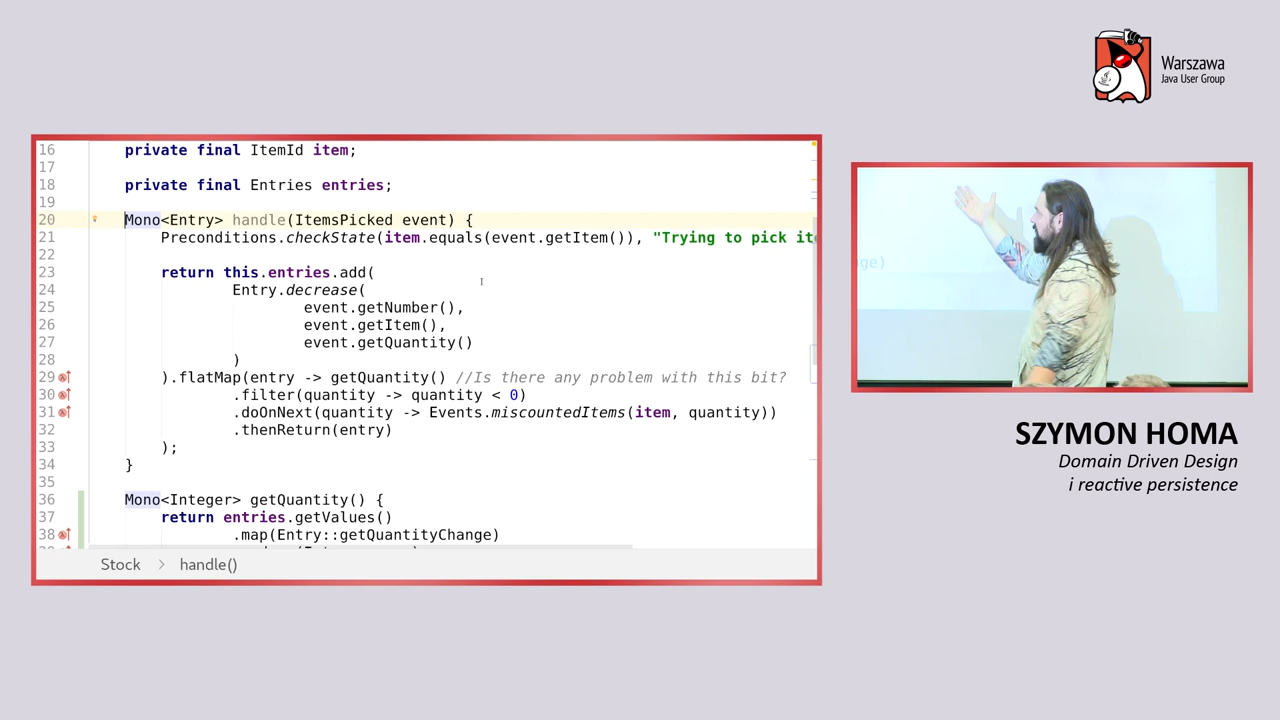 Warszawa
Java User Group
16 private final ItemId item;
17
18 private final Entries entries;
19
20 Mono<Entry> handle(ItemsPicked event) {
21 Preconditions.checkState(item.equals(event.getItem()), "Trying to pick it
22
23 return this.entries.add(
24 Entry.decrease(
25 event.getNumber(),
26 event.getItem(),
27 event.getQuantity()
28 )
29 ).flatMap(entry -> getQuantity() //Is there any problem with this bit?
30 .filter(quantity -> quantity < 0)
31 .doOnNext(quantity -> Events.miscountedItems(item, quantity))
32 .thenReturn(entry)
33 );
34 }
35
36 Mono<Integer> getQuantity() {
37 return entries.getValues()
38 .map(Entry::getQuantityChange)
Stock > handle()
ge)
SZYMON HOMA
Domain Driven Design
i reactive persistence